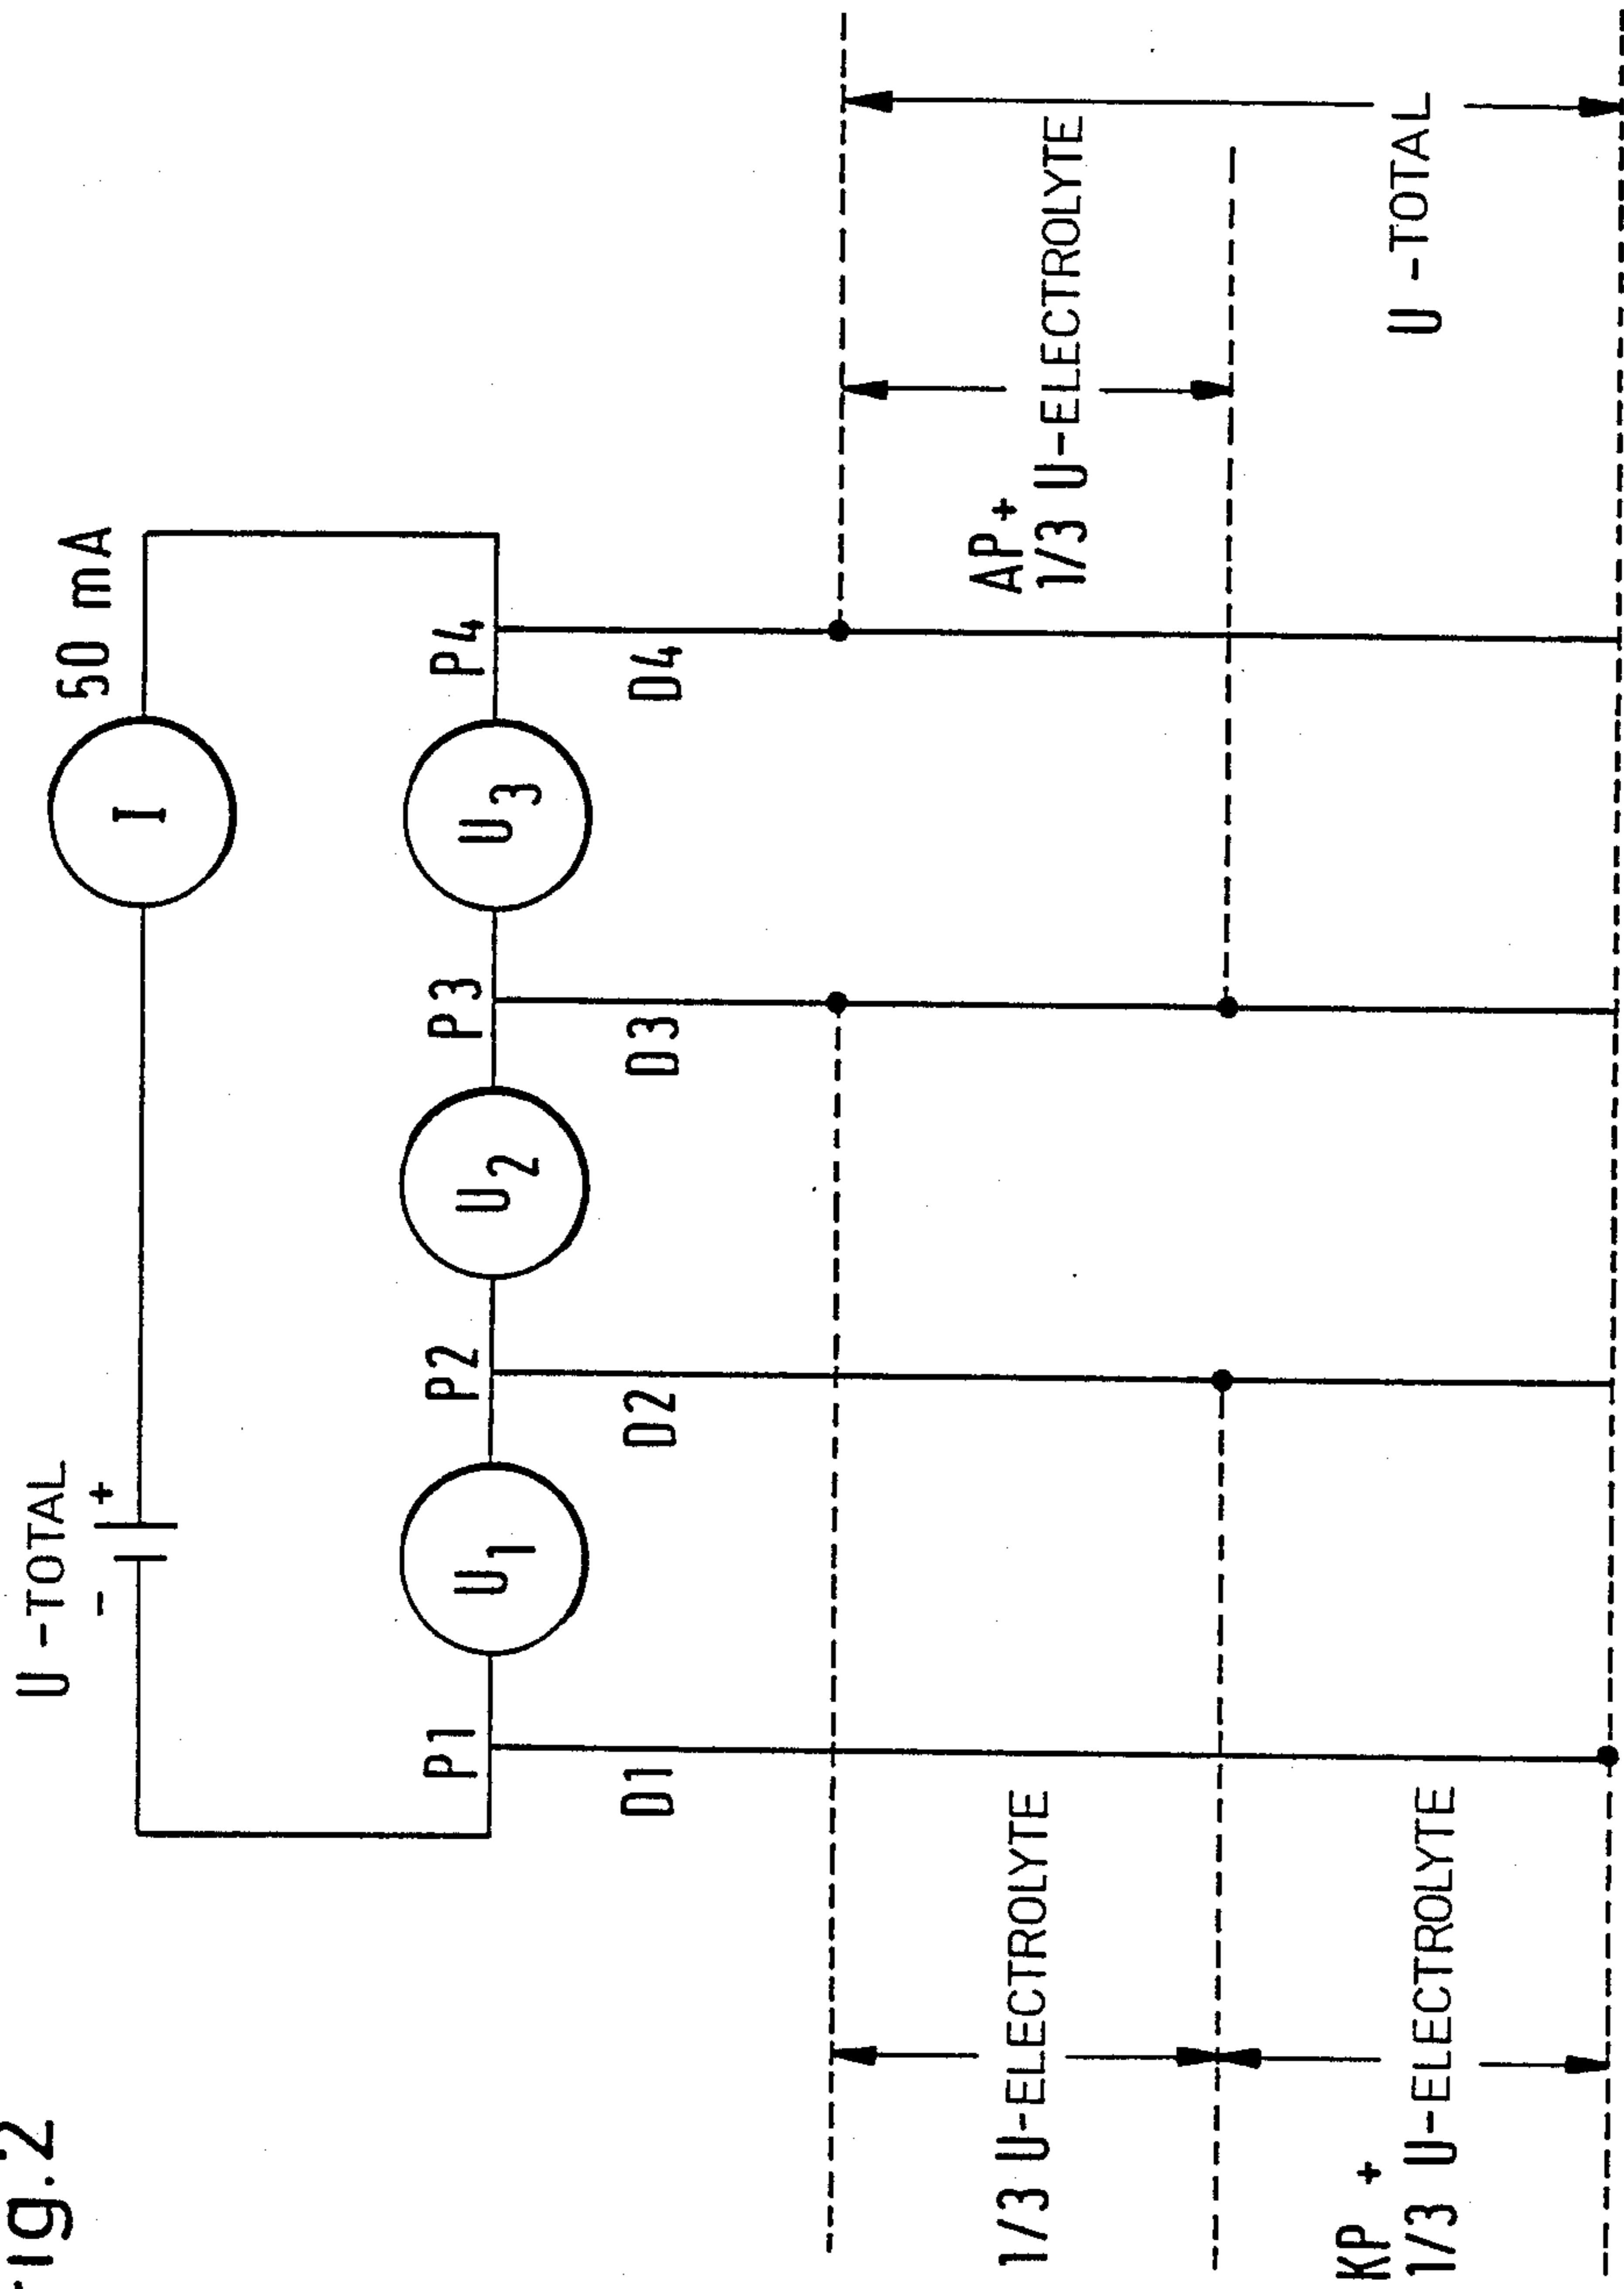 Fig.2
U-TOTAL
- +
I
50 mA
P1
U1
P2
U2
P3
U3
P4
D1
D2
D3
D4
1/3 U-ELECTROLYTE
KP +
1/3 U-ELECTROLYTE
AP +
1/3 U-ELECTROLYTE
U-TOTAL